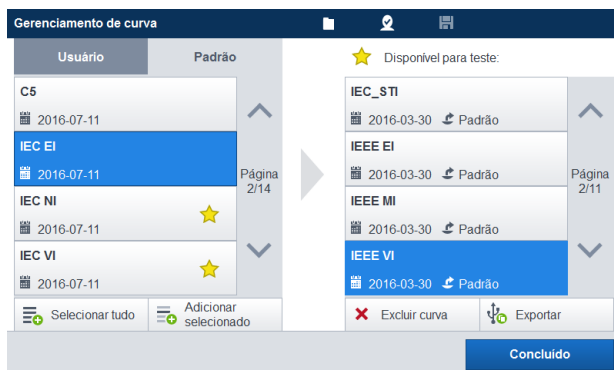 Gerenciamento de curva
Usuário
Padrão
C5
2016-07-11
IEC EI
2016-07-11
IEC NI
2016-07-11
IEC VI
2016-07-11
Página
2/14
Selecionar tudo
Adicionar
selecionado
Disponível para teste:
IEC_STI
2016-03-30 Padrão
IEEE EI
2016-03-30 Padrão
IEEE MI
2016-03-30 Padrão
IEEE VI
2016-03-30 Padrão
Página
2/11
Excluir curva
Exportar
Concluído